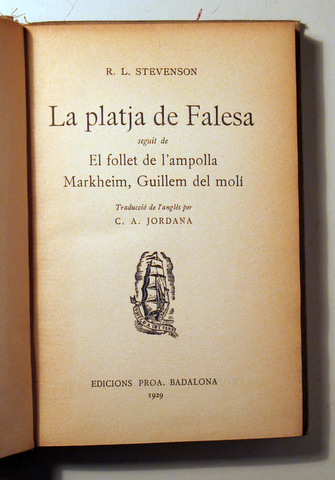 R. L. STEVENSON
La platja de Falesa
seguit de
El follet de l'ampolla
Markheim, Guillem del molí
Traducció de l'anglès per
C. A. JORDANA
EDICIONS PROA. BADALONA
1929